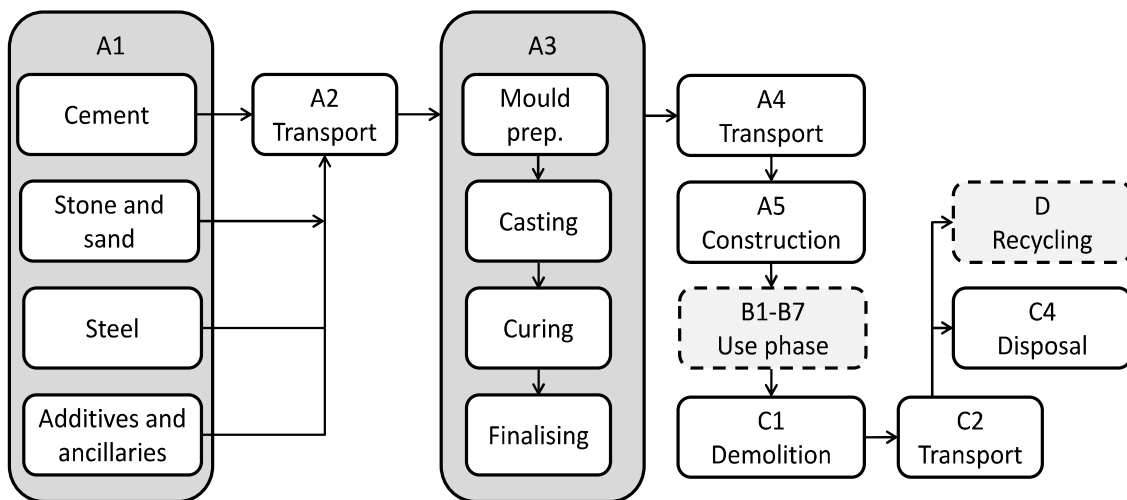 A1
Cement
Stone and
sand
Steel
Additives and
ancillaries
A2
Transport
A3
Mould
prep.
Casting
Curing
Finalising
A4
Transport
A5
Construction
B1-B7
Use phase
C1
Demolition
C2
Transport
D
Recycling
C4
Disposal